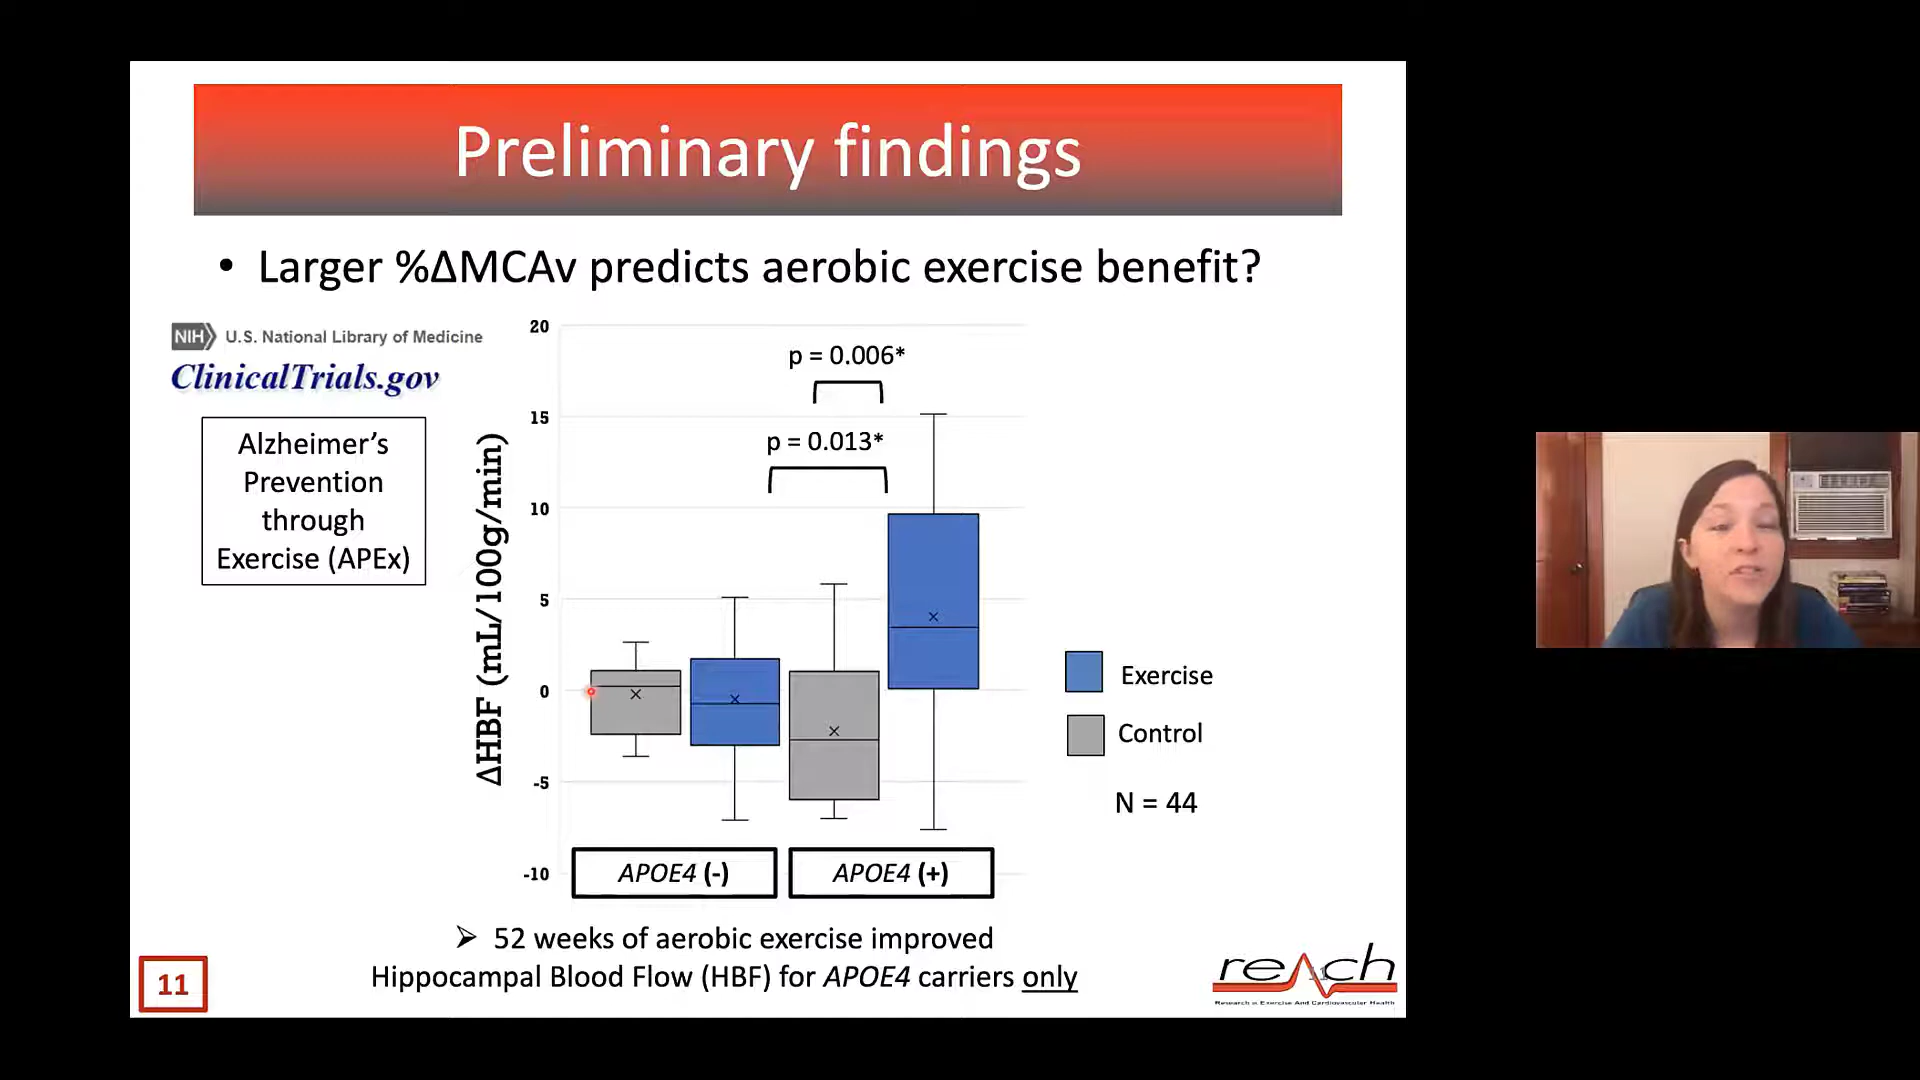 Preliminary findings
• Larger %ΔMCAv predicts aerobic exercise benefit?
NIH U.S. National Library of Medicine
ClinicalTrials.gov
Alzheimer's
Prevention
through
Exercise (APEx)
ΔHBF (mL/100g/min)
20
15
10
5
0
-5
-10
p = 0.006*
p = 0.013*
APOE4 (-)
APOE4 (+)
Exercise
Control
N = 44
➢ 52 weeks of aerobic exercise improved
Hippocampal Blood Flow (HBF) for APOE4 carriers only
11
reach
11
Research in Exercise And Cardiovascular Health